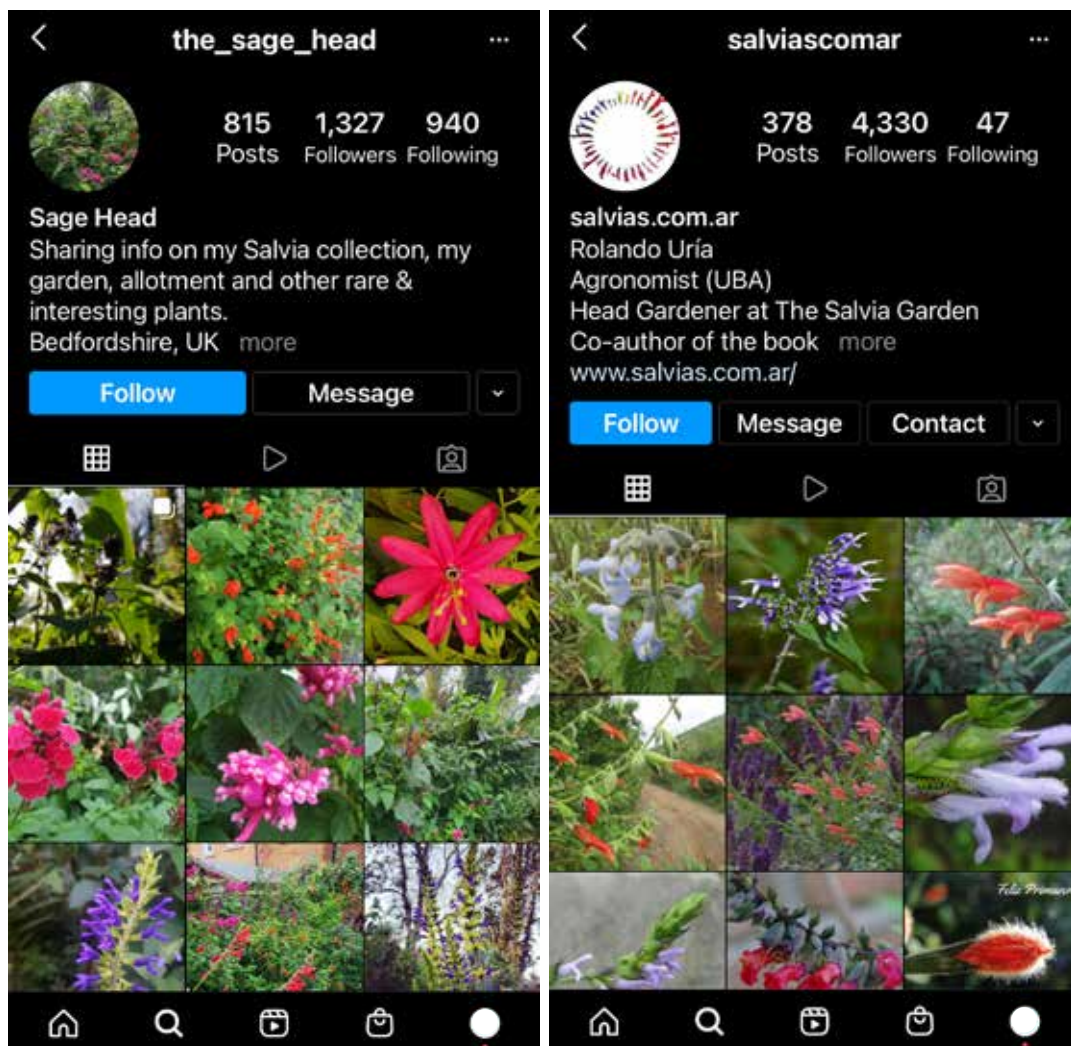 the_sage_head
815 1,327 940
Posts Followers Following
Sage Head
Sharing info on my Salvia collection, my
garden, allotment and other rare &
interesting plants.
Bedfordshire, UK more
Follow Message
salviascomar
378 4,330 47
Posts Followers Following
salvias.com.ar
Rolando Uría
Agronomist (UBA)
Head Gardener at The Salvia Garden
Co-author of the book more
www.salvias.com.ar/
Follow Message Contact
Feliz